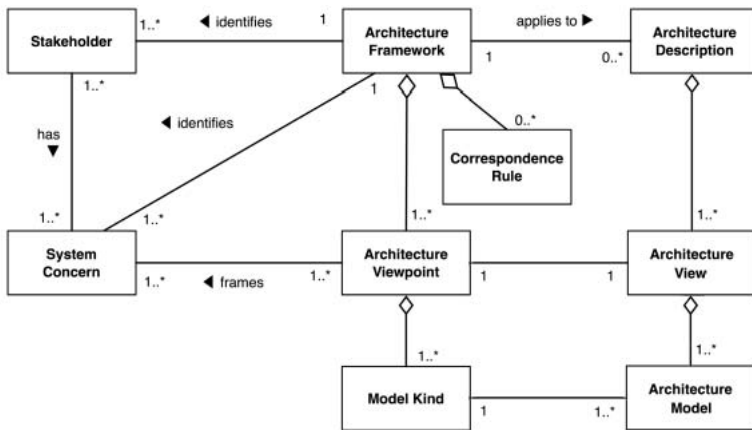 Stakeholder
1..*
◀ identifies
1
Architecture
Framework
applies to ▶
1
0..*
Architecture
Description
1..*
1
◀ identifies
0..*
has
▼
Correspondence
Rule
1..*
1..*
1..*
1..*
System
Concern
Architecture
Viewpoint
Architecture
View
1..*
◀ frames
1..*
1
1
1..*
1..*
Model Kind
1
1..*
Architecture
Model